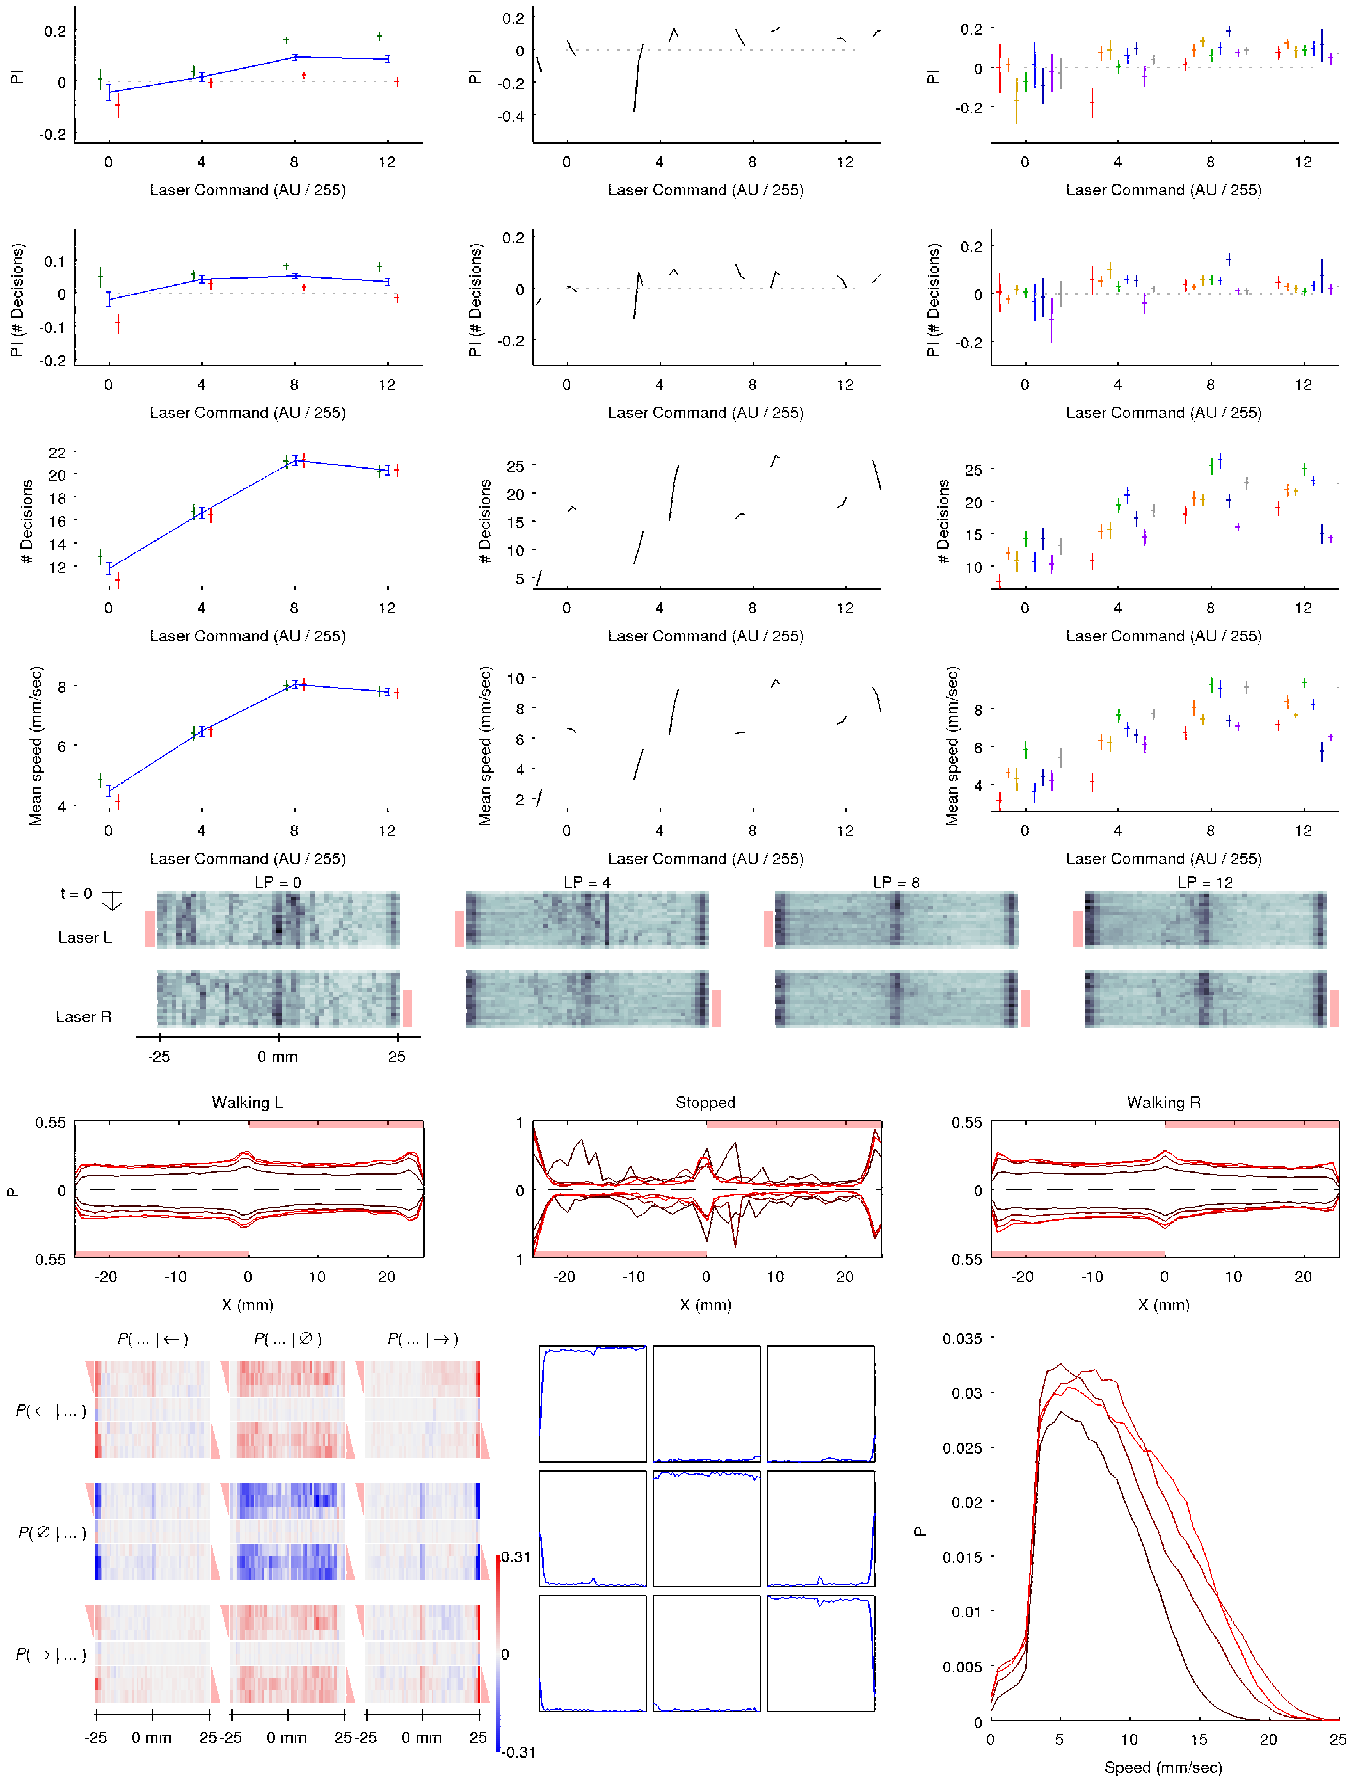 0.2
0
-0.2
PI
0 4 8 12
Laser Command (AU / 255)
0.2
0
-0.2
-0.4
PI
0 4 8 12
Laser Command (AU / 255)
0.2
0
-0.2
PI
0 4 8 12
Laser Command (AU / 255)
0.1
0
-0.1
-0.2
PI (# Decisions)
0 4 8 12
Laser Command (AU / 255)
0.2
0
-0.2
PI (# Decisions)
0 4 8 12
Laser Command (AU / 255)
0.2
0
-0.2
PI (# Decisions)
0 4 8 12
Laser Command (AU / 255)
22
20
18
16
14
12
# Decisions
0 4 8 12
Laser Command (AU / 255)
25
20
15
10
5
# Decisions
0 4 8 12
Laser Command (AU / 255)
25
20
15
10
# Decisions
0 4 8 12
Laser Command (AU / 255)
8
6
4
Mean speed (mm/sec)
0 4 8 12
Laser Command (AU / 255)
10
8
6
4
2
Mean speed (mm/sec)
0 4 8 12
Laser Command (AU / 255)
8
6
4
Mean speed (mm/sec)
0 4 8 12
Laser Command (AU / 255)
LP = 0 LP = 4 LP = 8 LP = 12
t = 0
Laser L
Laser R
-25 0 mm 25
Walking L
0.55
0
0.55
P
-20 -10 0 10 20
X (mm)
Stopped
1
0
1
-20 -10 0 10 20
X (mm)
Walking R
0.55
0
0.55
-20 -10 0 10 20
X (mm)
P( ... | ←) P( ... | ∅ ) P( ... | →)
P(← | ... )
P(∅ | ... )
P(→ | ... )
-25 0 mm 25 -25 0 mm 25 -25 0 mm 25
0.31
0
-0.31
0.035
0.03
0.025
0.02
0.015
0.01
0.005
0
P
0 5 10 15 20 25
Speed (mm/sec)